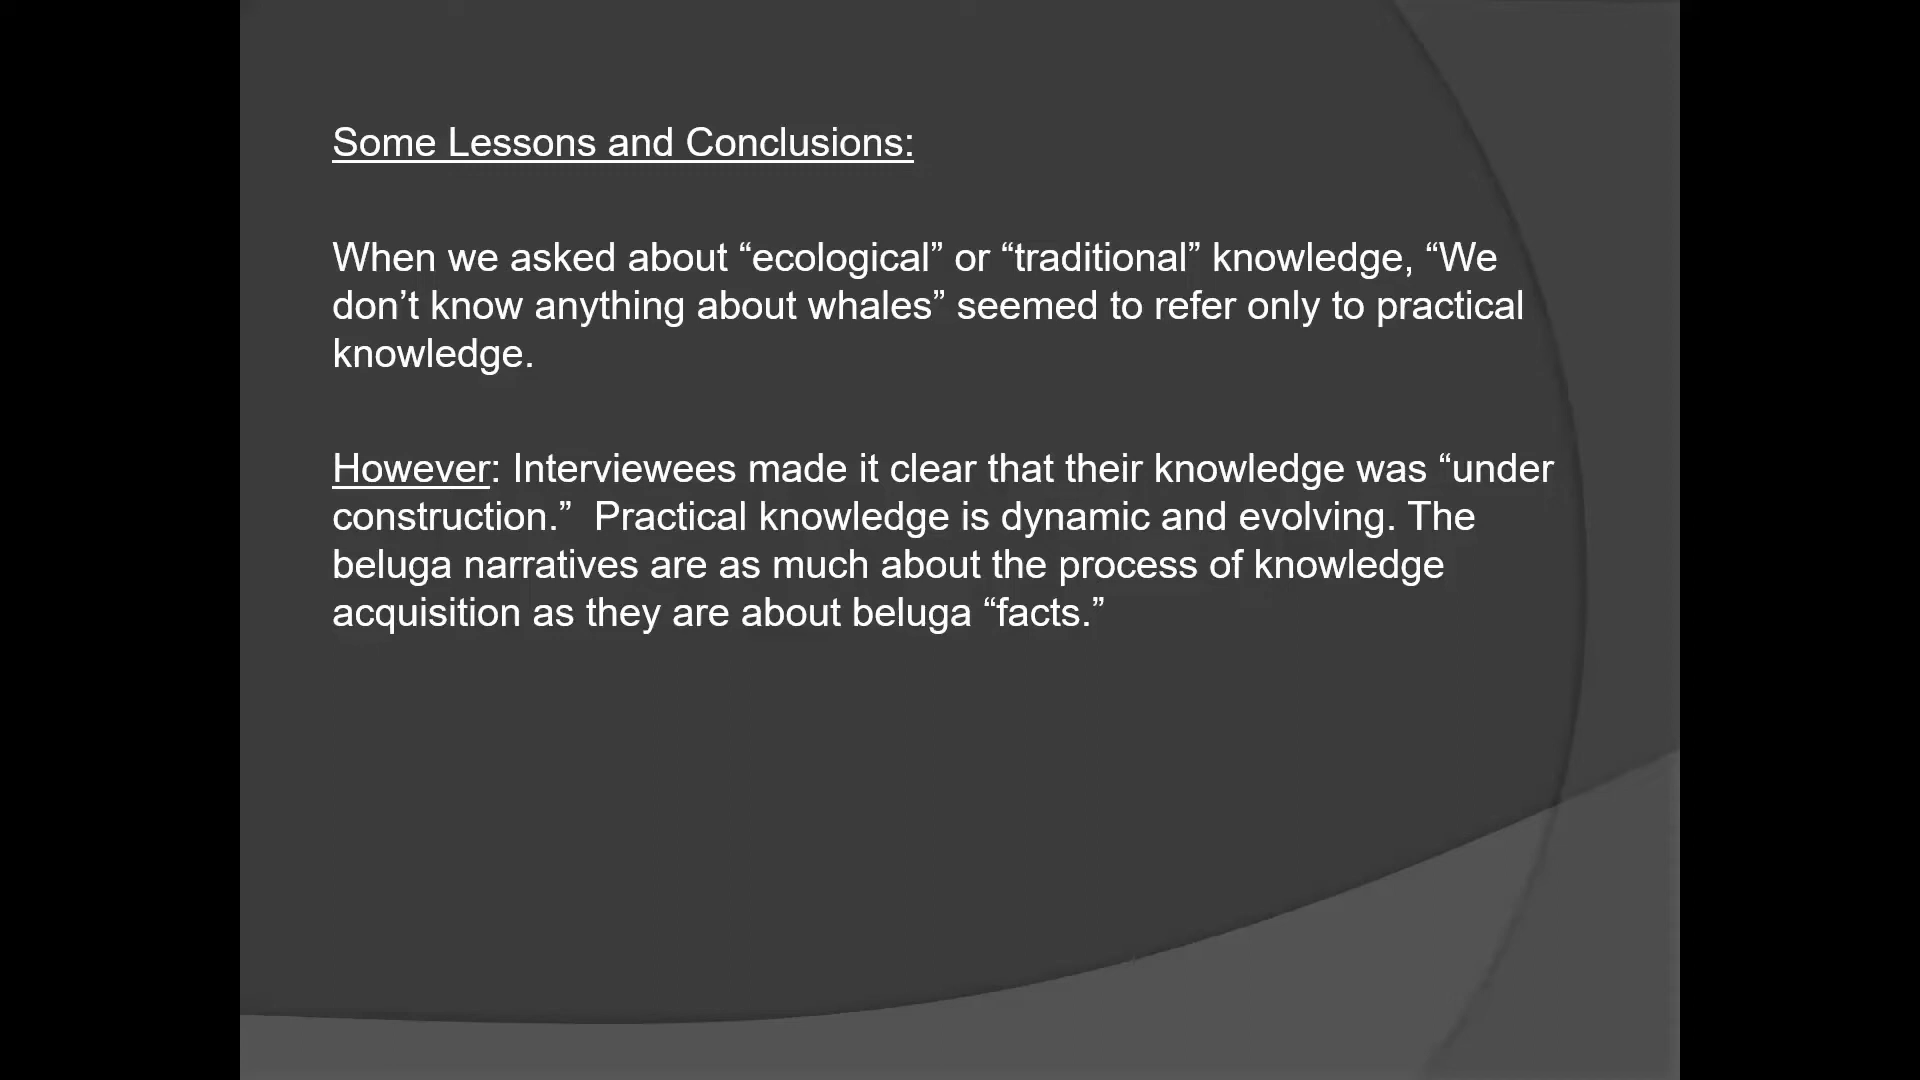 Some Lessons and Conclusions:
When we asked about “ecological” or “traditional” knowledge, “We
don’t know anything about whales” seemed to refer only to practical
knowledge.
However: Interviewees made it clear that their knowledge was “under
construction.”  Practical knowledge is dynamic and evolving. The
beluga narratives are as much about the process of knowledge
acquisition as they are about beluga “facts.”